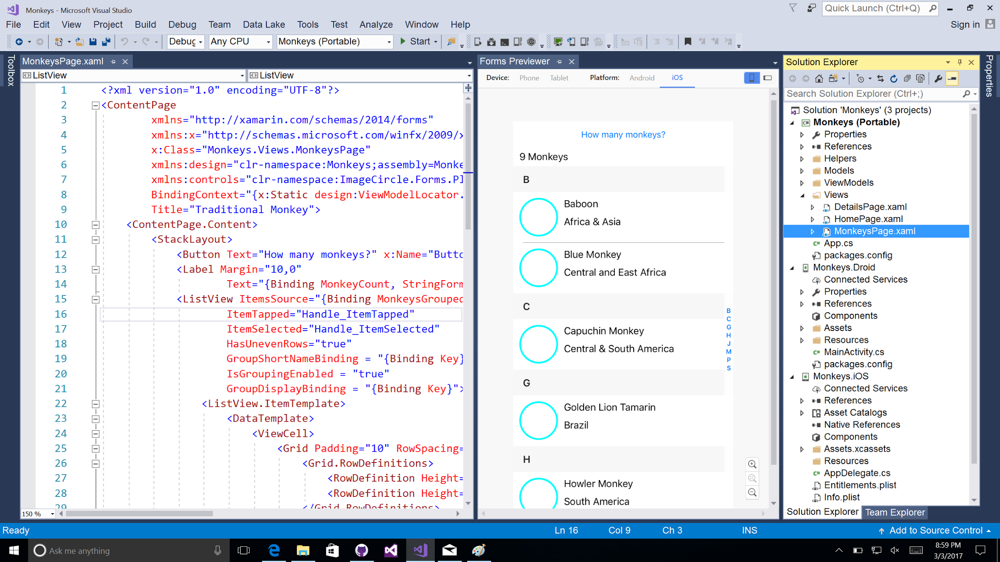 Monkeys - Microsoft Visual Studio
Quick Launch (Ctrl+Q)
File Edit View Project Build Debug Team Data Lake Tools Test Analyze Window Help
Sign in
Debug Any CPU Monkeys (Portable) Start
Toolbox
MonkeysPage.xaml
ListView
ListView
1 <?xml version="1.0" encoding="UTF-8"?>
2 <ContentPage
3 xmlns="http://xamarin.com/schemas/2014/forms"
4 xmlns:x="http://schemas.microsoft.com/winfx/2009/x
5 x:Class="Monkeys.Views.MonkeysPage"
6 xmlns:design="clr-namespace:Monkeys;assembly=Monke
7 xmlns:controls="clr-namespace:ImageCircle.Forms.Pl
8 BindingContext="{x:Static design:ViewModelLocator.
9 Title="Traditional Monkey">
10 <ContentPage.Content>
11 <StackLayout>
12 <Button Text="How many monkeys?" x:Name="Butto
13 <Label Margin="10,0"
14 Text="{Binding MonkeyCount, StringForm
15 <ListView ItemsSource="{Binding MonkeysGrouped
16 ItemTapped="Handle_ItemTapped"
17 ItemSelected="Handle_ItemSelected"
18 HasUnevenRows="true"
19 GroupShortNameBinding = "{Binding Key}
20 IsGroupingEnabled = "true"
21 GroupDisplayBinding = "{Binding Key}">
22 <ListView.ItemTemplate>
23 <DataTemplate>
24 <ViewCell>
25 <Grid Padding="10" RowSpacing=
26 <Grid.RowDefinitions>
27 <RowDefinition Height=
28 <RowDefinition Height=
29 </Grid.RowDefinitions>
150 %
Forms Previewer
Device: Phone Tablet Platform: Android iOS
How many monkeys?
9 Monkeys
B
Baboon
Africa & Asia
Blue Monkey
Central and East Africa
C
Capuchin Monkey
Central & South America
G
Golden Lion Tamarin
Brazil
H
Howler Monkey
South America
B
C
G
H
J
M
P
S
Solution Explorer
Search Solution Explorer (Ctrl+;)
Solution 'Monkeys' (3 projects)
Monkeys (Portable)
Properties
References
Helpers
Models
ViewModels
Views
DetailsPage.xaml
HomePage.xaml
MonkeysPage.xaml
App.cs
packages.config
Monkeys.Droid
Connected Services
Properties
References
Components
Assets
Resources
MainActivity.cs
packages.config
Monkeys.iOS
Connected Services
References
Asset Catalogs
Native References
Components
Assets.xcassets
Resources
AppDelegate.cs
Entitlements.plist
Info.plist
Solution Explorer Team Explorer
Properties
Ready Ln 16 Col 9 Ch 3 INS Add to Source Control
Ask me anything
8:59 PM
3/3/2017